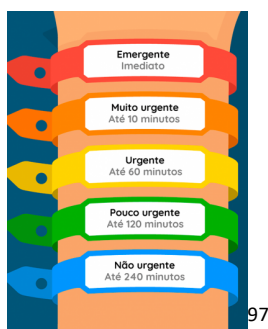 Emergente
Imediato
Muito urgente
Até 10 minutos
Urgente
Até 60 minutos
Pouco urgente
Até 120 minutos
Não urgente
Até 240 minutos
97